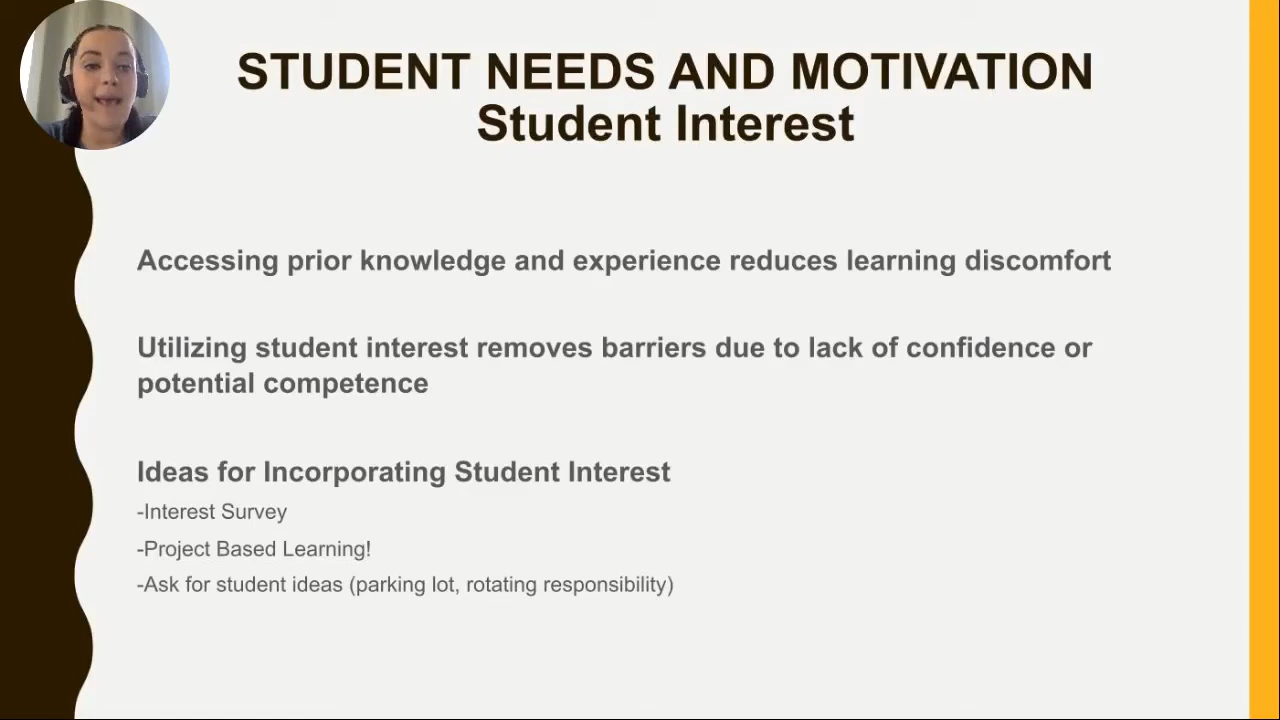 STUDENT NEEDS AND MOTIVATION
Student Interest
Accessing prior knowledge and experience reduces learning discomfort
Utilizing student interest removes barriers due to lack of confidence or
potential competence
Ideas for Incorporating Student Interest
-Interest Survey
-Project Based Learning!
-Ask for student ideas (parking lot, rotating responsibility)